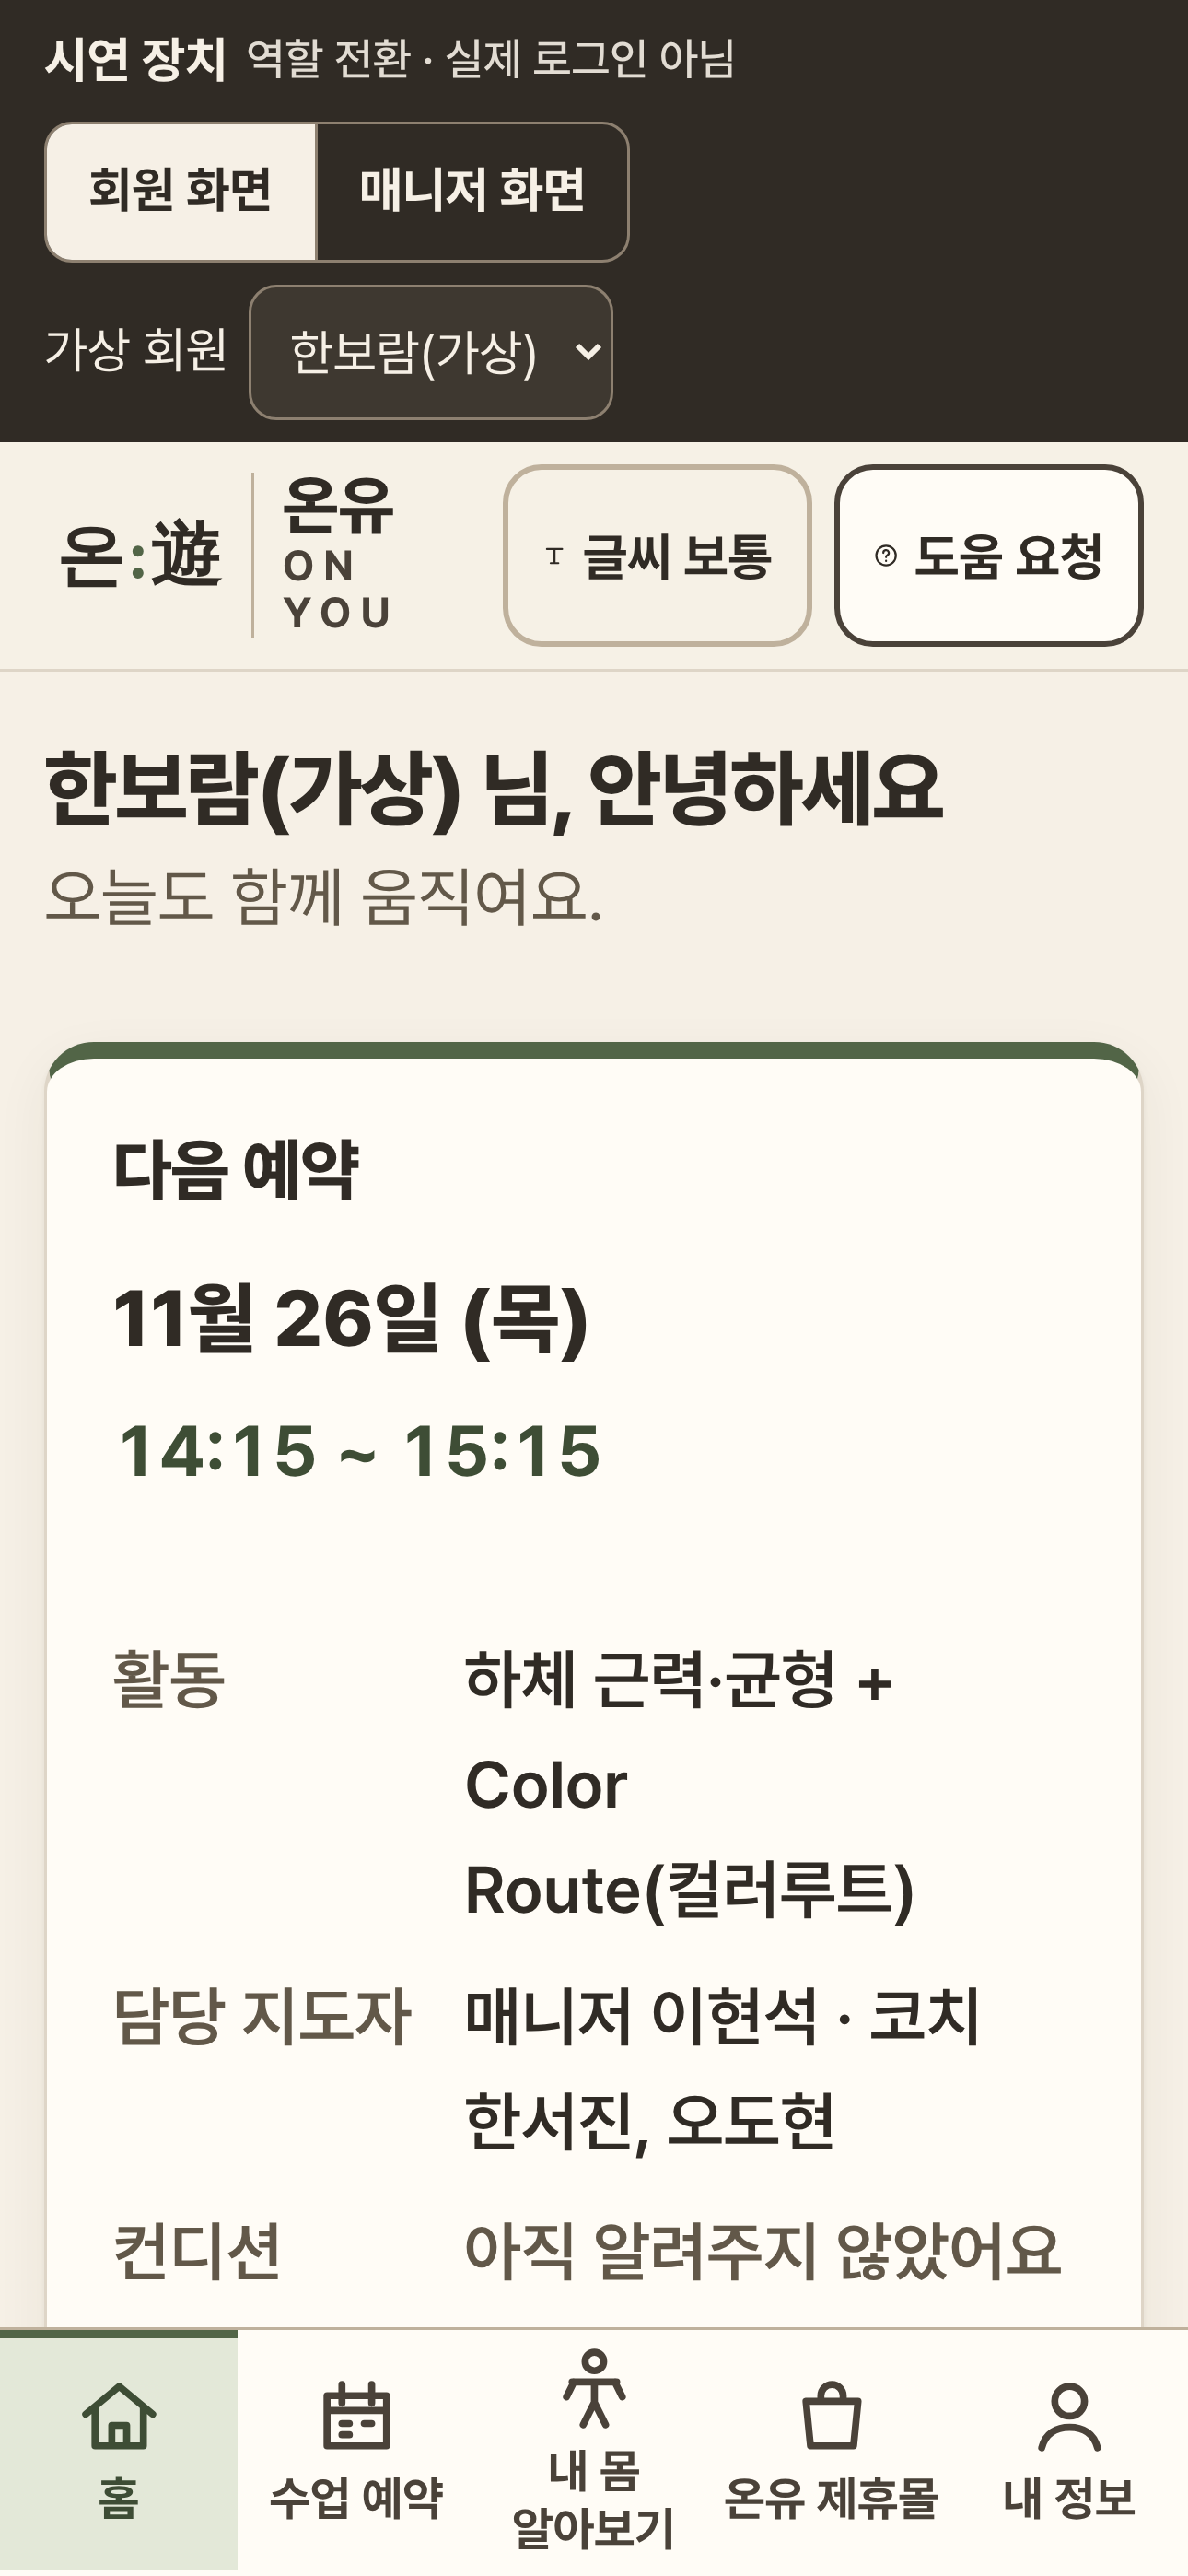 시연 장치 역할 전환 · 실제 로그인 아님
회원 화면 매니저 화면
가상 회원 한보람(가상)
온:遊 온유 ON YOU 글씨 보통 도움 요청
한보람(가상) 님, 안녕하세요
오늘도 함께 움직여요.
다음 예약
11월 26일 (목)
14:15 ~ 15:15
활동 하체 근력·균형 +
Color
Route(컬러루트)
담당 지도자 매니저 이현석 · 코치
한서진, 오도현
컨디션 아직 알려주지 않았어요
홈 수업 예약 내 몸 알아보기 온유 제휴몰 내 정보